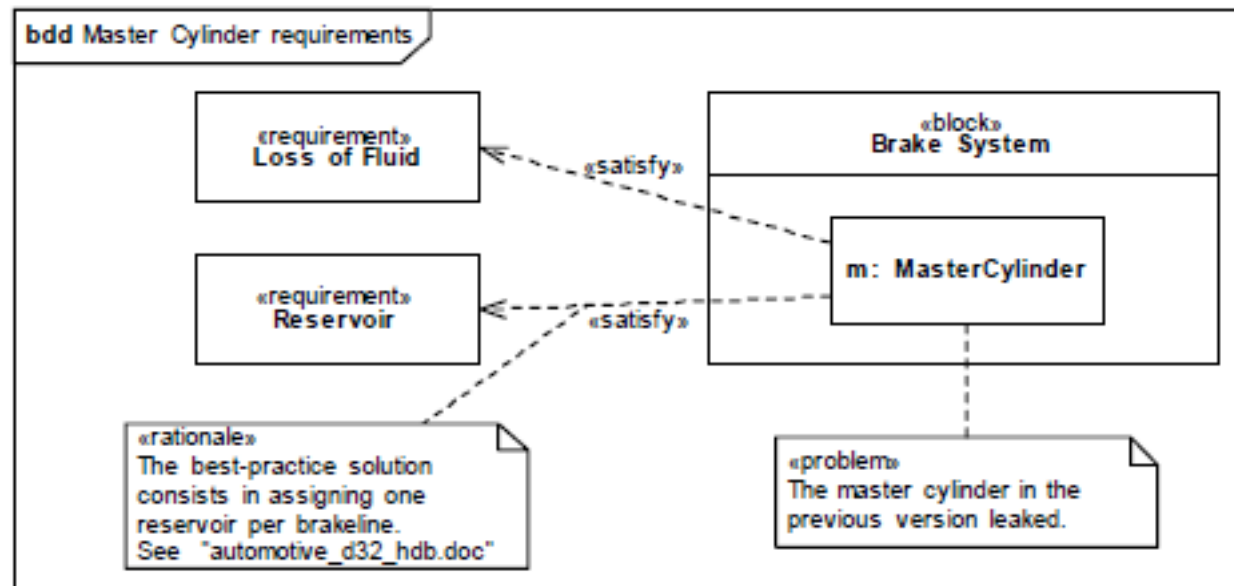 bdd Master Cylinder requirements
«requirement»
Loss of Fluid
«block»
Brake System
«satisfy»
m: MasterCylinder
«requirement»
Reservoir
«satisfy»
«rationale»
The best-practice solution
consists in assigning one
reservoir per brakeline.
See "automotive_d32_hdb.doc"
«problem»
The master cylinder in the
previous version leaked.